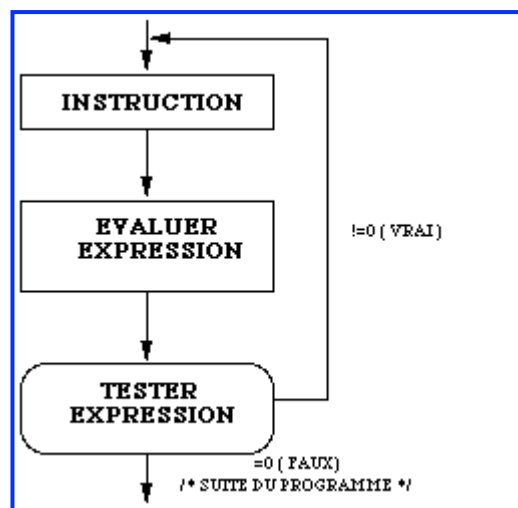 INSTRUCTION
EVALUER
EXPRESSION
!=0 ( VRAI )
TESTER
EXPRESSION
=0 ( FAUX)
/* SUITE DU PROGRAMME */